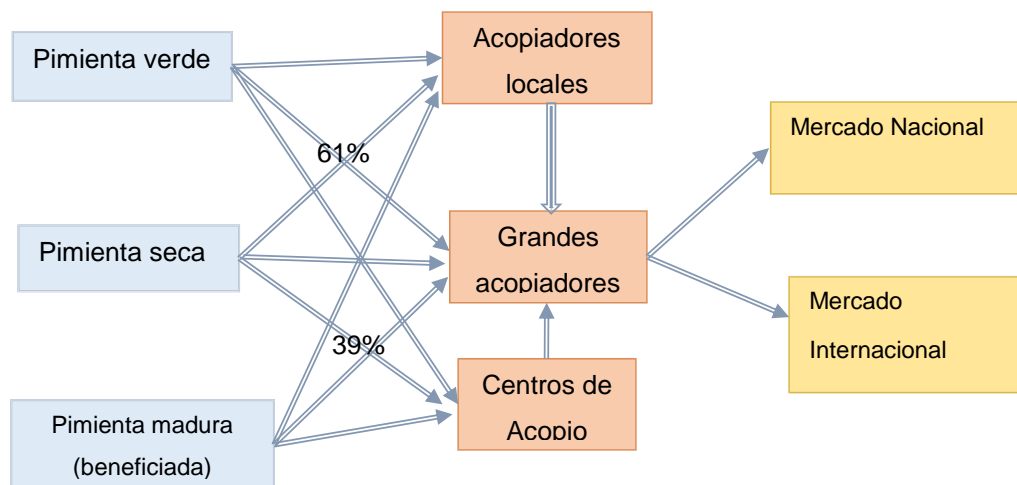 Pimienta verde
Pimienta seca
Pimienta madura
(beneficiada)
61%
39%
Acopiadores
locales
Grandes
acopiadores
Centros de
Acopio
Mercado Nacional
Mercado
Internacional